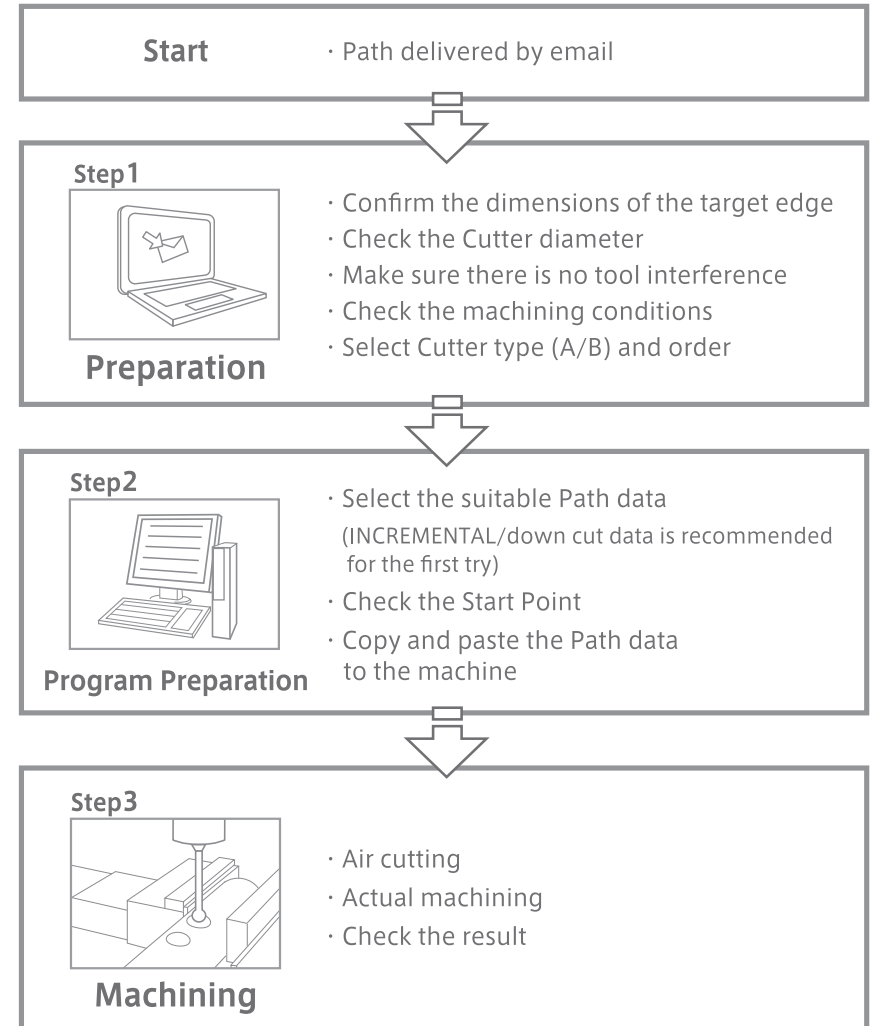 Start
· Path delivered by email
Step1
Preparation
· Confirm the dimensions of the target edge
· Check the Cutter diameter
· Make sure there is no tool interference
· Check the machining conditions
· Select Cutter type (A/B) and order
Step2
Program Preparation
· Select the suitable Path data
(INCREMENTAL/down cut data is recommended
for the first try)
· Check the Start Point
· Copy and paste the Path data
to the machine
Step3
Machining
· Air cutting
· Actual machining
· Check the result